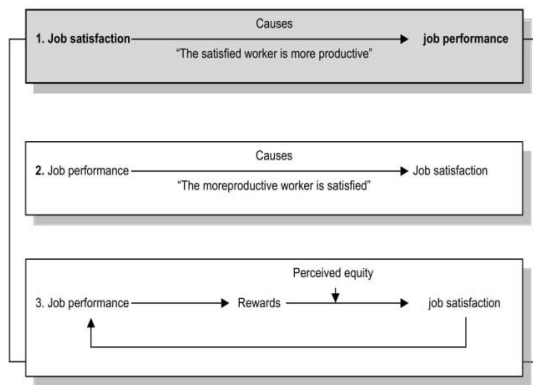 Causes
1. Job satisfaction job performance
“The satisfied worker is more productive”
Causes
2. Job performance Job satisfaction
“The moreproductive worker is satisfied”
Perceived equity
3. Job performance Rewards job satisfaction